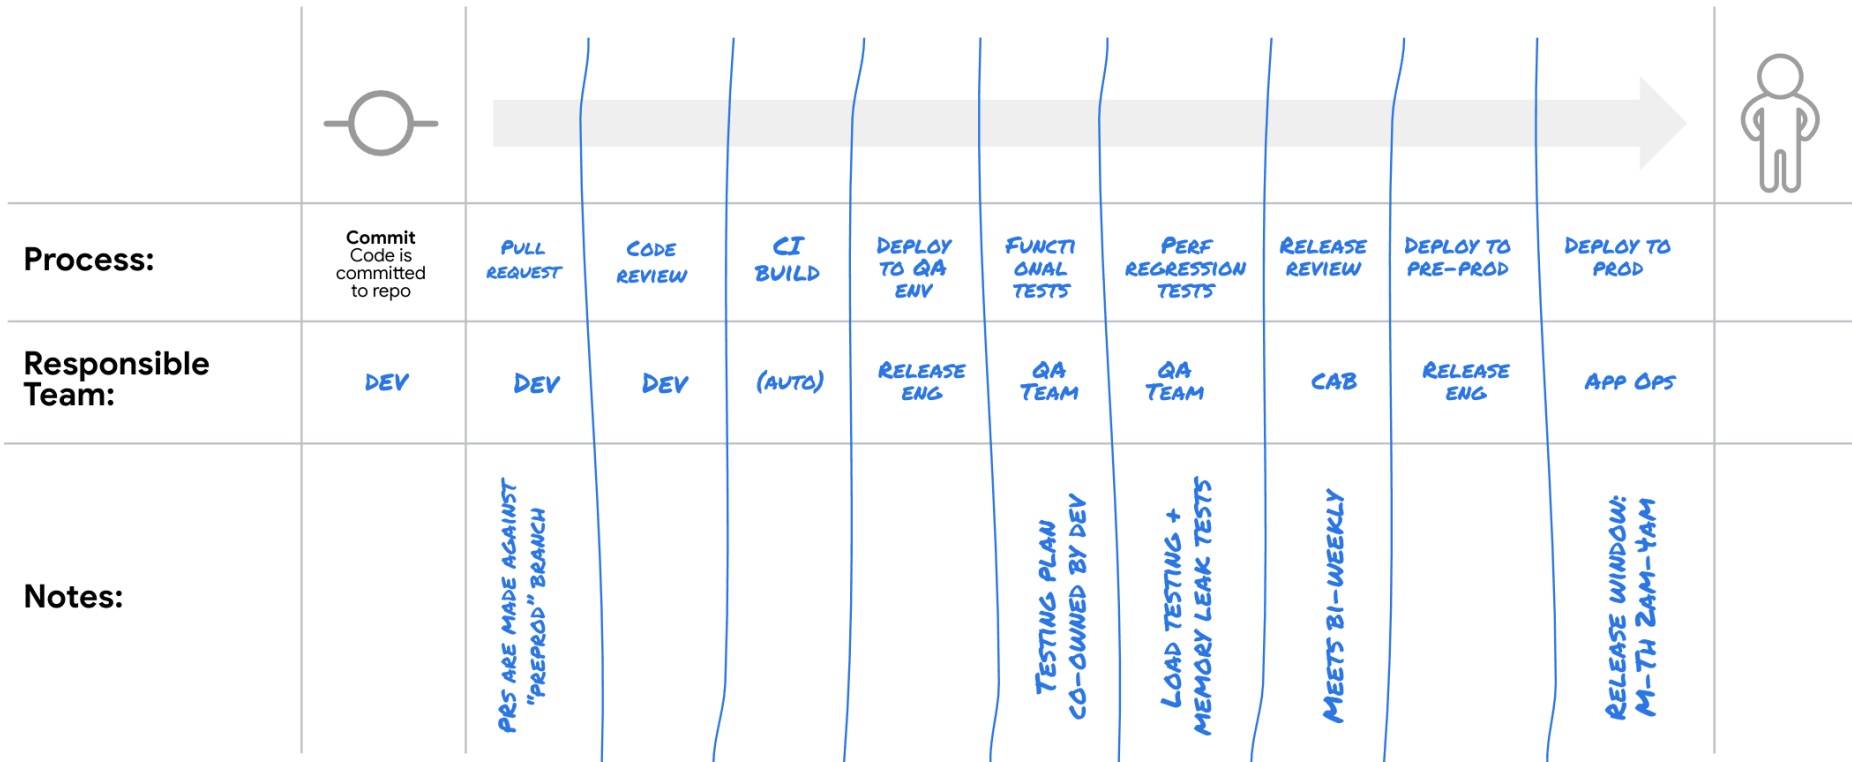 Process:
Commit
Code is
committed
to repo
PULL
REQUEST
CODE
REVIEW
CI
BUILD
DEPLOY
TO QA
ENV
FUNCTI
ONAL
TESTS
PERF
REGRESSION
TESTS
RELEASE
REVIEW
DEPLOY TO
PRE-PROD
DEPLOY TO
PROD
Responsible
Team:
DEV
DEV
DEV
(AUTO)
RELEASE
ENG
QA
TEAM
QA
TEAM
CAB
RELEASE
ENG
APP OPS
Notes:
PRS ARE MADE AGAINST
"PREPROD" BRANCH
TESTING PLAN
CO-OWNED BY DEV
LOAD TESTING +
MEMORY LEAK TESTS
MEETS BI-WEEKLY
RELEASE WINDOW:
M-TH 2AM-4AM